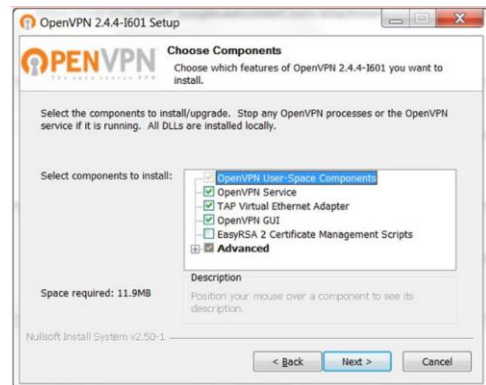 OpenVPN 2.4.4-I601 Setup
OPENVPN
Choose Components
Choose which features of OpenVPN 2.4.4-I601 you want to
install.
Select the components to install/upgrade. Stop any OpenVPN processes or the OpenVPN
service if it is running. All DLLs are installed locally.
Select components to install:
OpenVPN User-Space Components
OpenVPN Service
TAP Virtual Ethernet Adapter
OpenVPN GUI
EasyRSA 2 Certificate Management Scripts
Advanced
Space required: 11.9MB
Description
Position your mouse over a component to see its
description.
Nullsoft Install System v2.50-1
< Back
Next >
Cancel